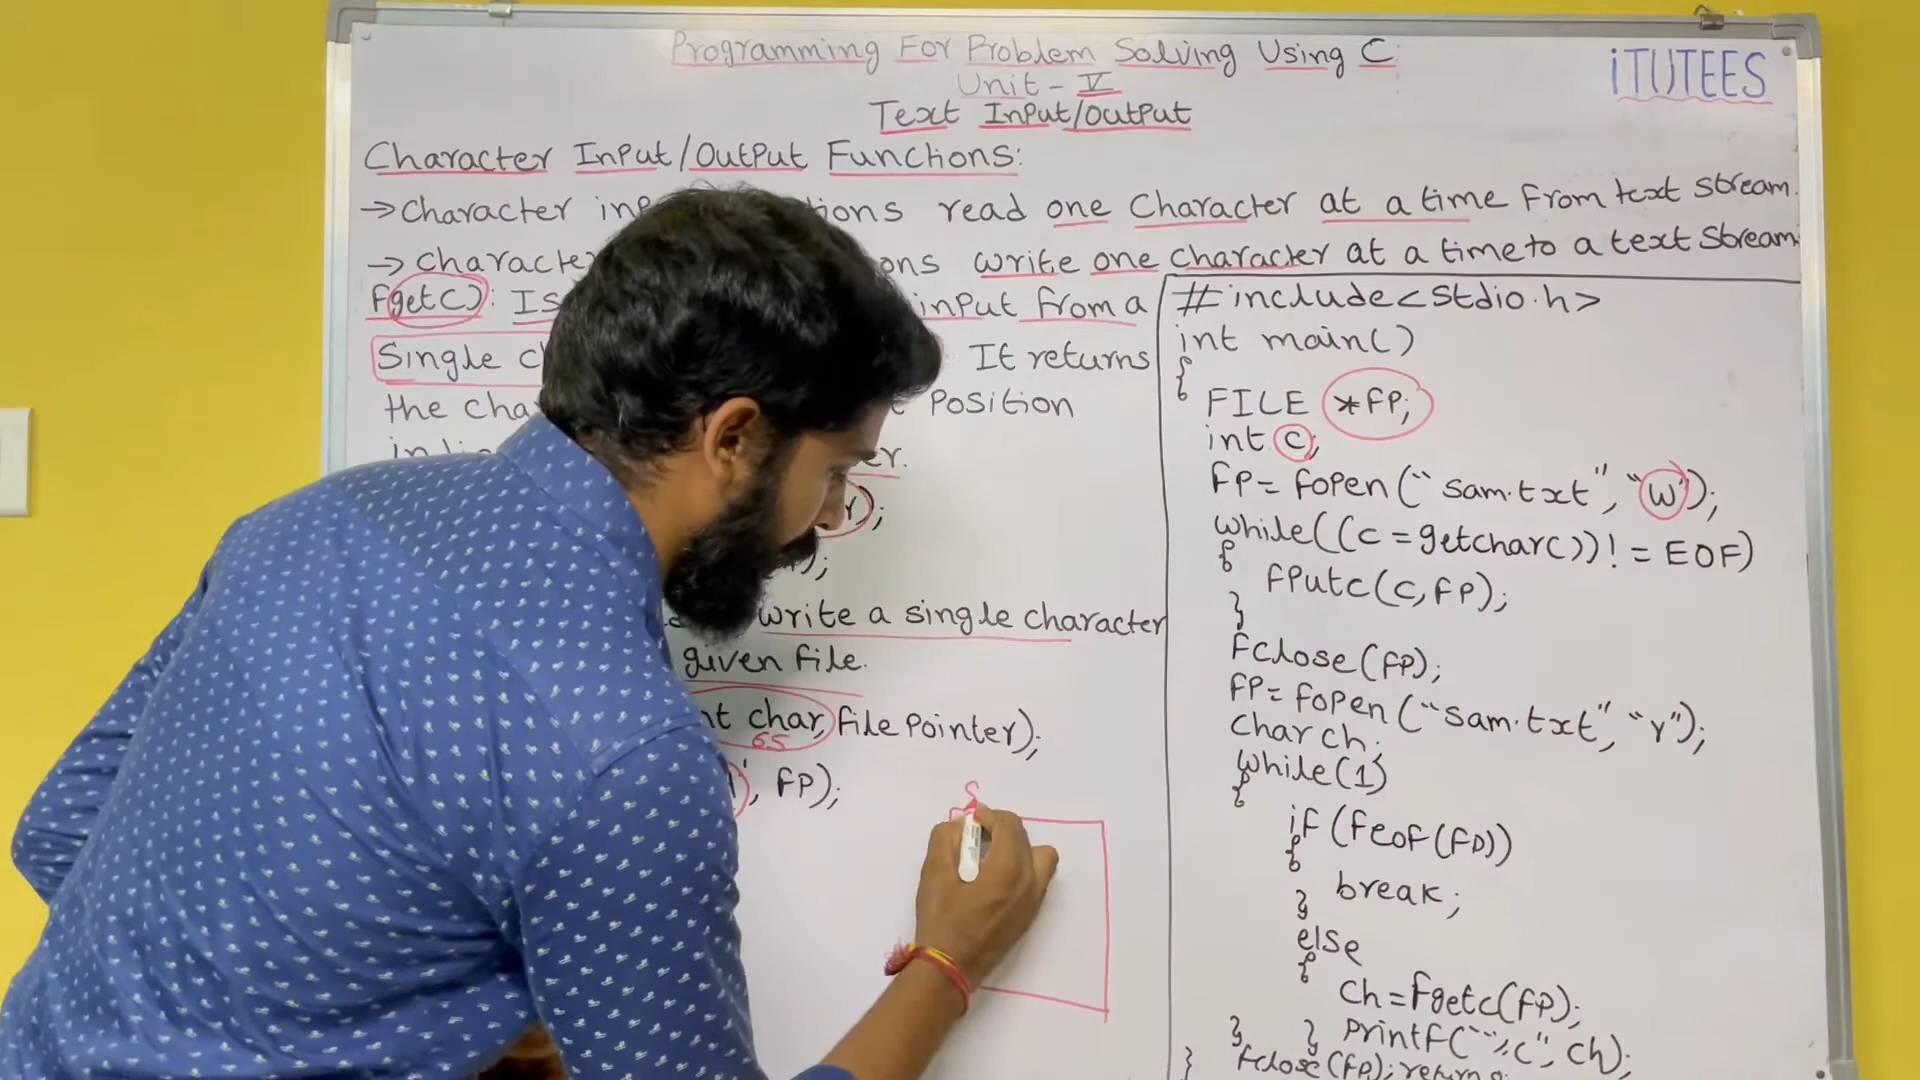 Programming For Problem Solving Using C
iTUTEES
Unit - V
Text Input/Output
Character Input/Output Functions:
→ Character inp tions read one Character at a time from text stream.
→ Character ons write one character at a time to a text stream
fgetc(): Is input from a
Single c It returns
the cha Position
in er.
r);
);
write a single character
given file.
nt char, file pointer);
65
', FP);
S
#include<stdio.h>
int main()
{
FILE *FP;
int c;
FP= fopen("sam.txt", "w");
while((c=getchar())!=EOF)
{
fputc(c,fp);
}
fclose(fp);
FP= fopen("sam.txt", "r");
Char ch;
while(1)
{
if (feof(fp))
{
break;
}
else
{
Ch=fgetc(fp);
} } printf("%c", ch);
} fclose(fp); return